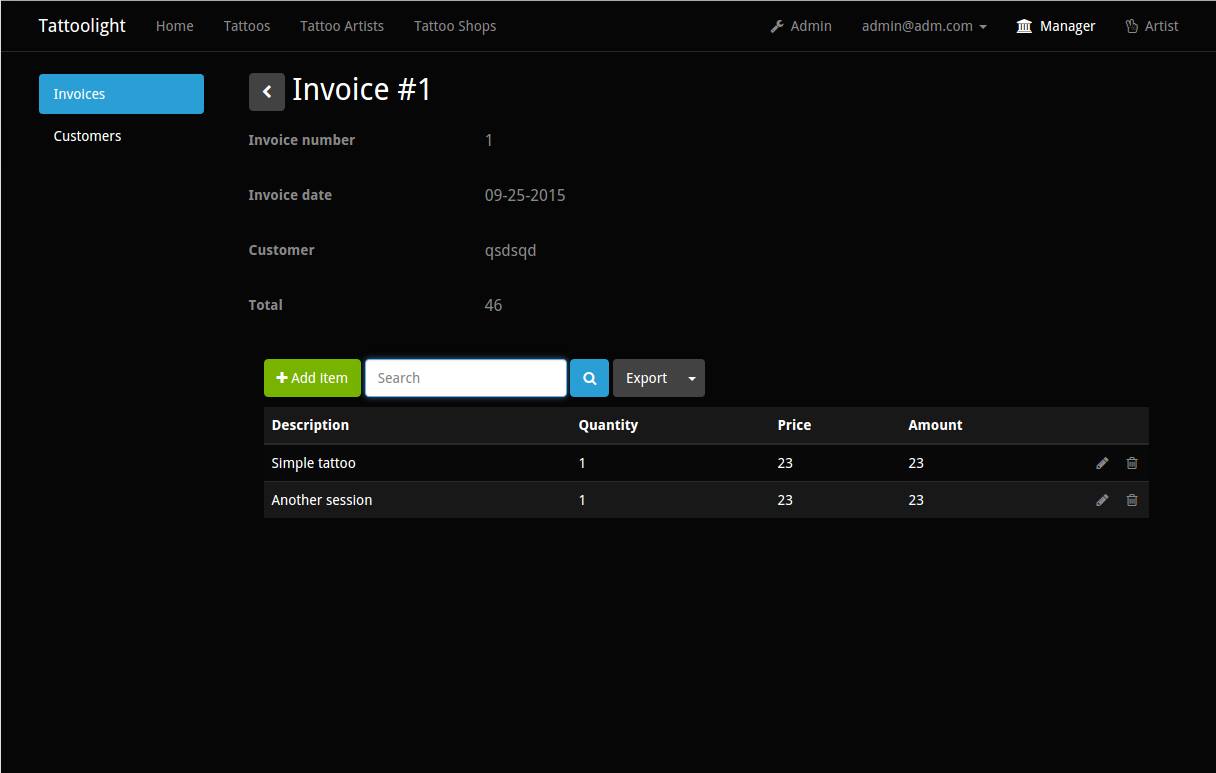 Tattoolight Home Tattoos Tattoo Artists Tattoo Shops Admin admin@adm.com Manager Artist
Invoices
Customers
Invoice #1
Invoice number 1
Invoice date 09-25-2015
Customer qsdsqd
Total 46
Add Item Search Export
Description Quantity Price Amount
Simple tattoo 1 23 23
Another session 1 23 23